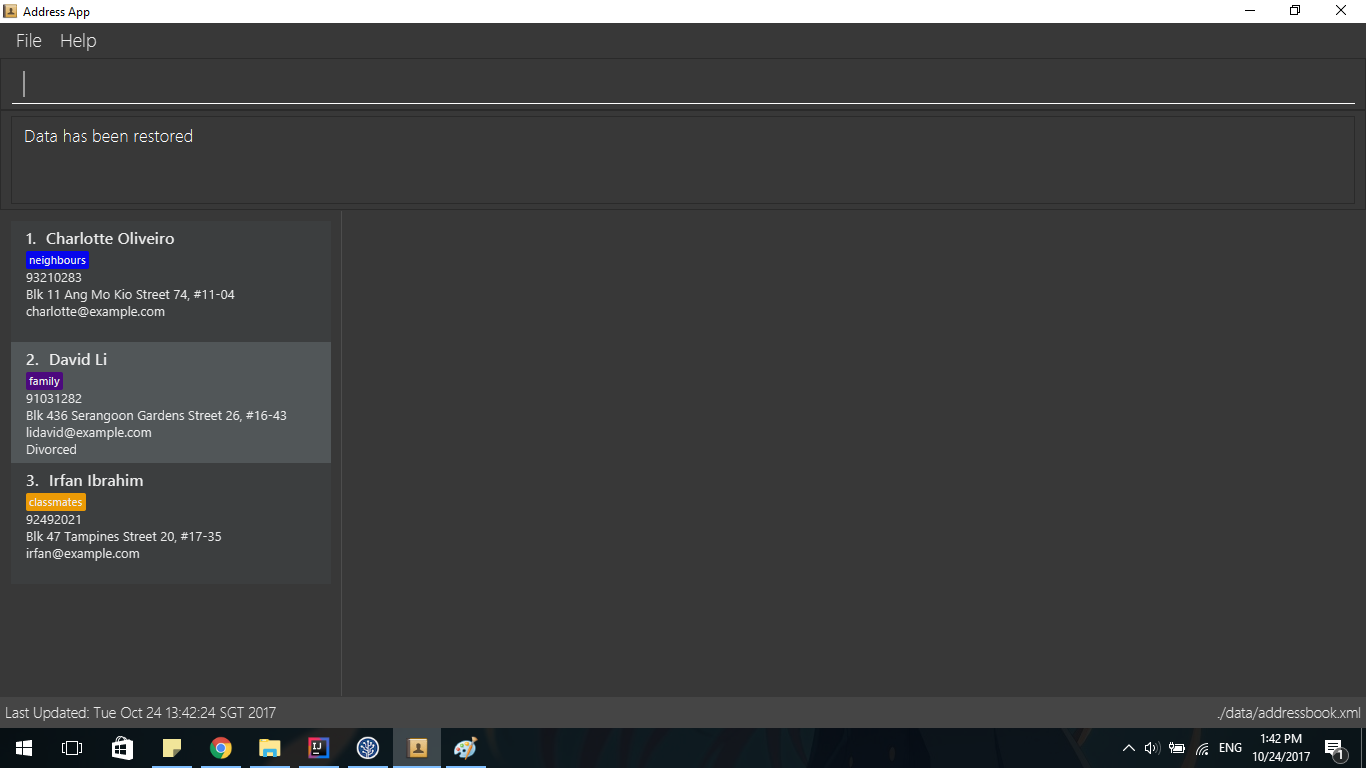 Address App
File Help
Data has been restored
1. Charlotte Oliveiro
neighbours
93210283
Blk 11 Ang Mo Kio Street 74, #11-04
charlotte@example.com
2. David Li
family
91031282
Blk 436 Serangoon Gardens Street 26, #16-43
lidavid@example.com
Divorced
3. Irfan Ibrahim
classmates
92492021
Blk 47 Tampines Street 20, #17-35
irfan@example.com
Last Updated: Tue Oct 24 13:42:24 SGT 2017
./data/addressbook.xml
IJ
ENG
1:42 PM
10/24/2017
1